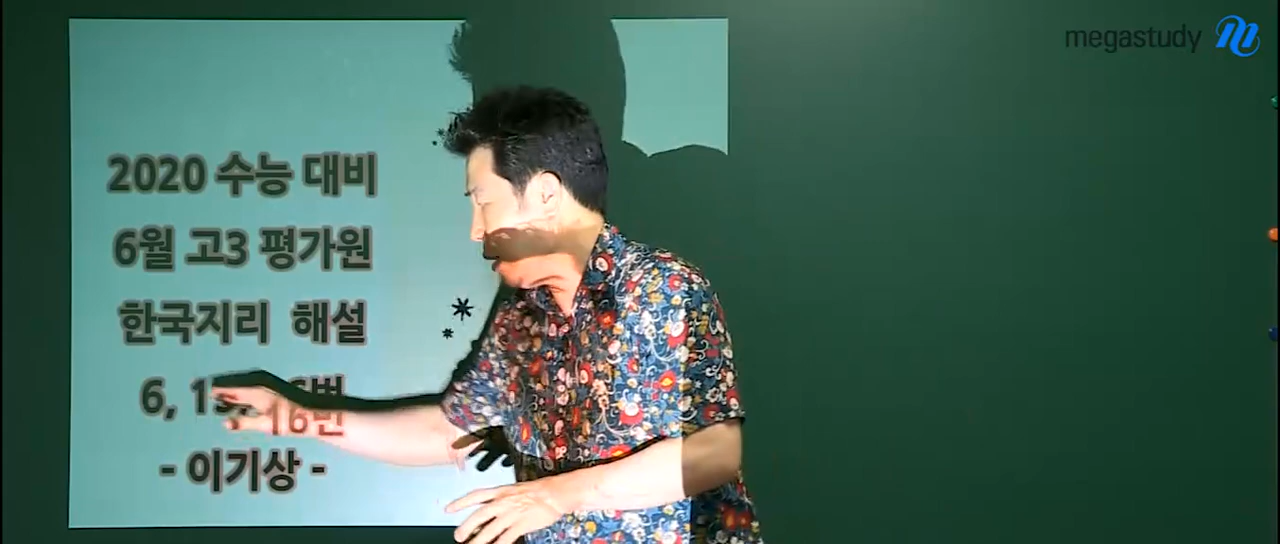 megastudy
2020 수능 대비
6월 고3 평가원
한국지리 해설
6, 16번
- 이기상 -